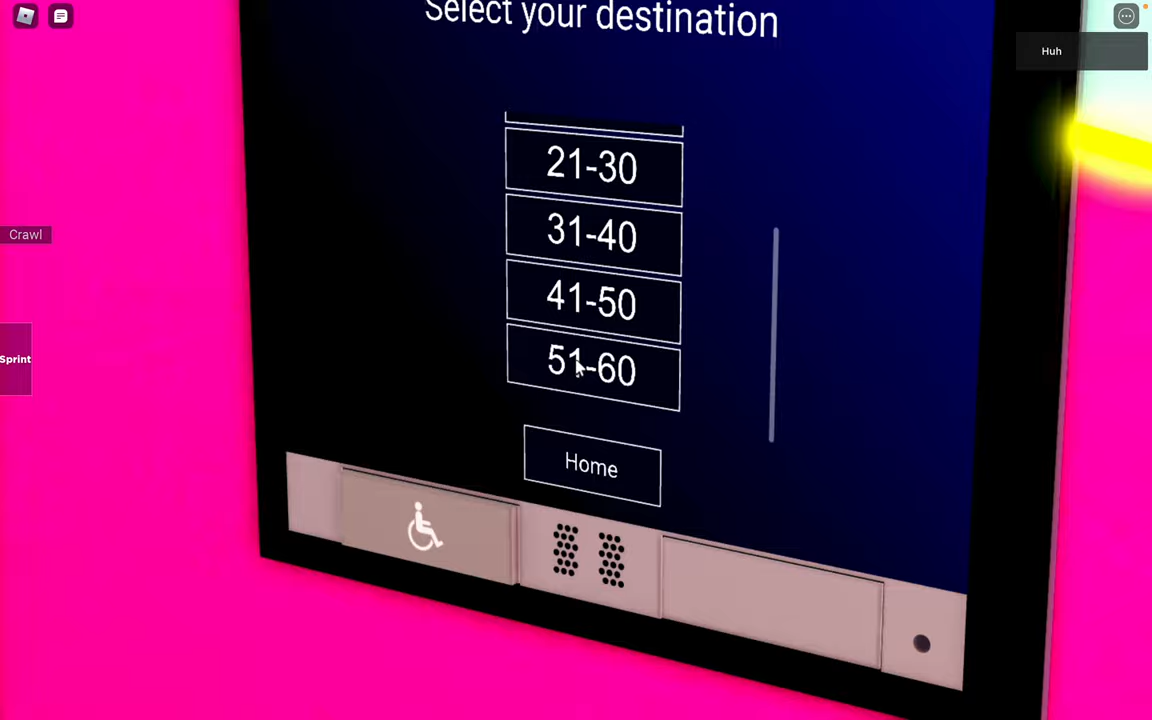 Select your destination
Huh
21-30
Crawl
31-40
41-50
Sprint
51-60
Home